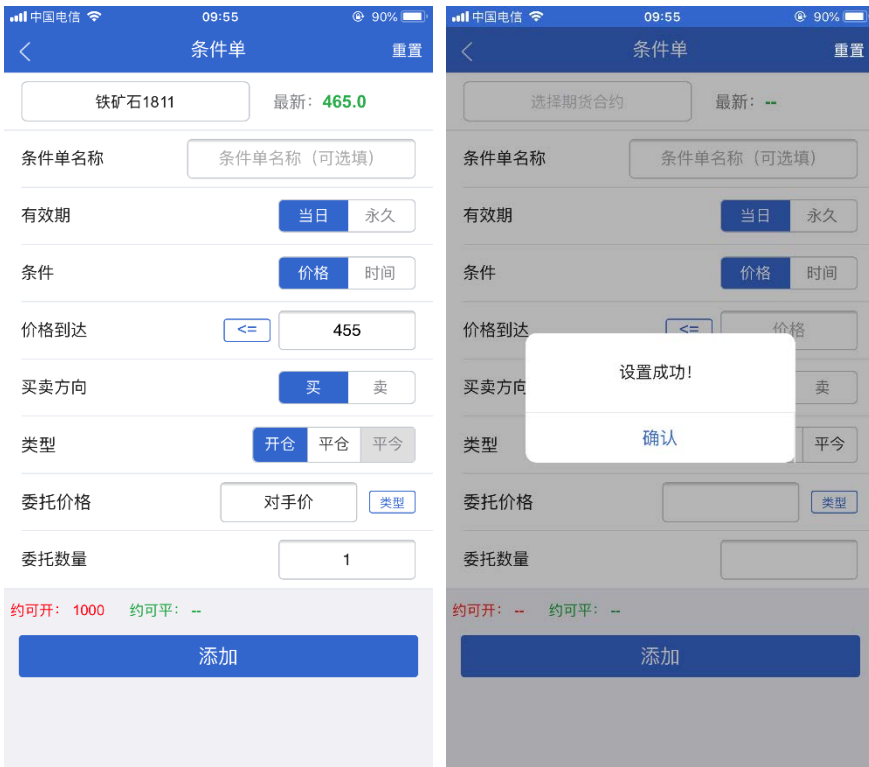 中国电信 09:55 90%
条件单 重置
铁矿石1811 最新：465.0
条件单名称 条件单名称（可选填）
有效期 当日 永久
条件 价格 时间
价格到达 <= 455
买卖方向 买 卖
类型 开仓 平仓 平今
委托价格 对手价 类型
委托数量 1
约可开：1000 约可平：--
添加
中国电信 09:55 90%
条件单 重置
选择期货合约 最新：--
条件单名称 条件单名称（可选填）
有效期 当日 永久
条件 价格 时间
价格到达 <= 价格
设置成功!
买卖方向 卖
确认
类型 平今
委托价格 类型
委托数量
约可开：-- 约可平：--
添加